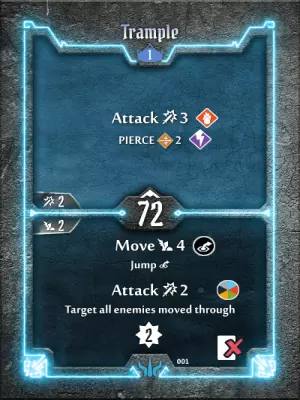 Trample
1
Attack 3
PIERCE 2
2
72
2
Move 4
Jump
Attack 2
Target all enemies moved through
2
001